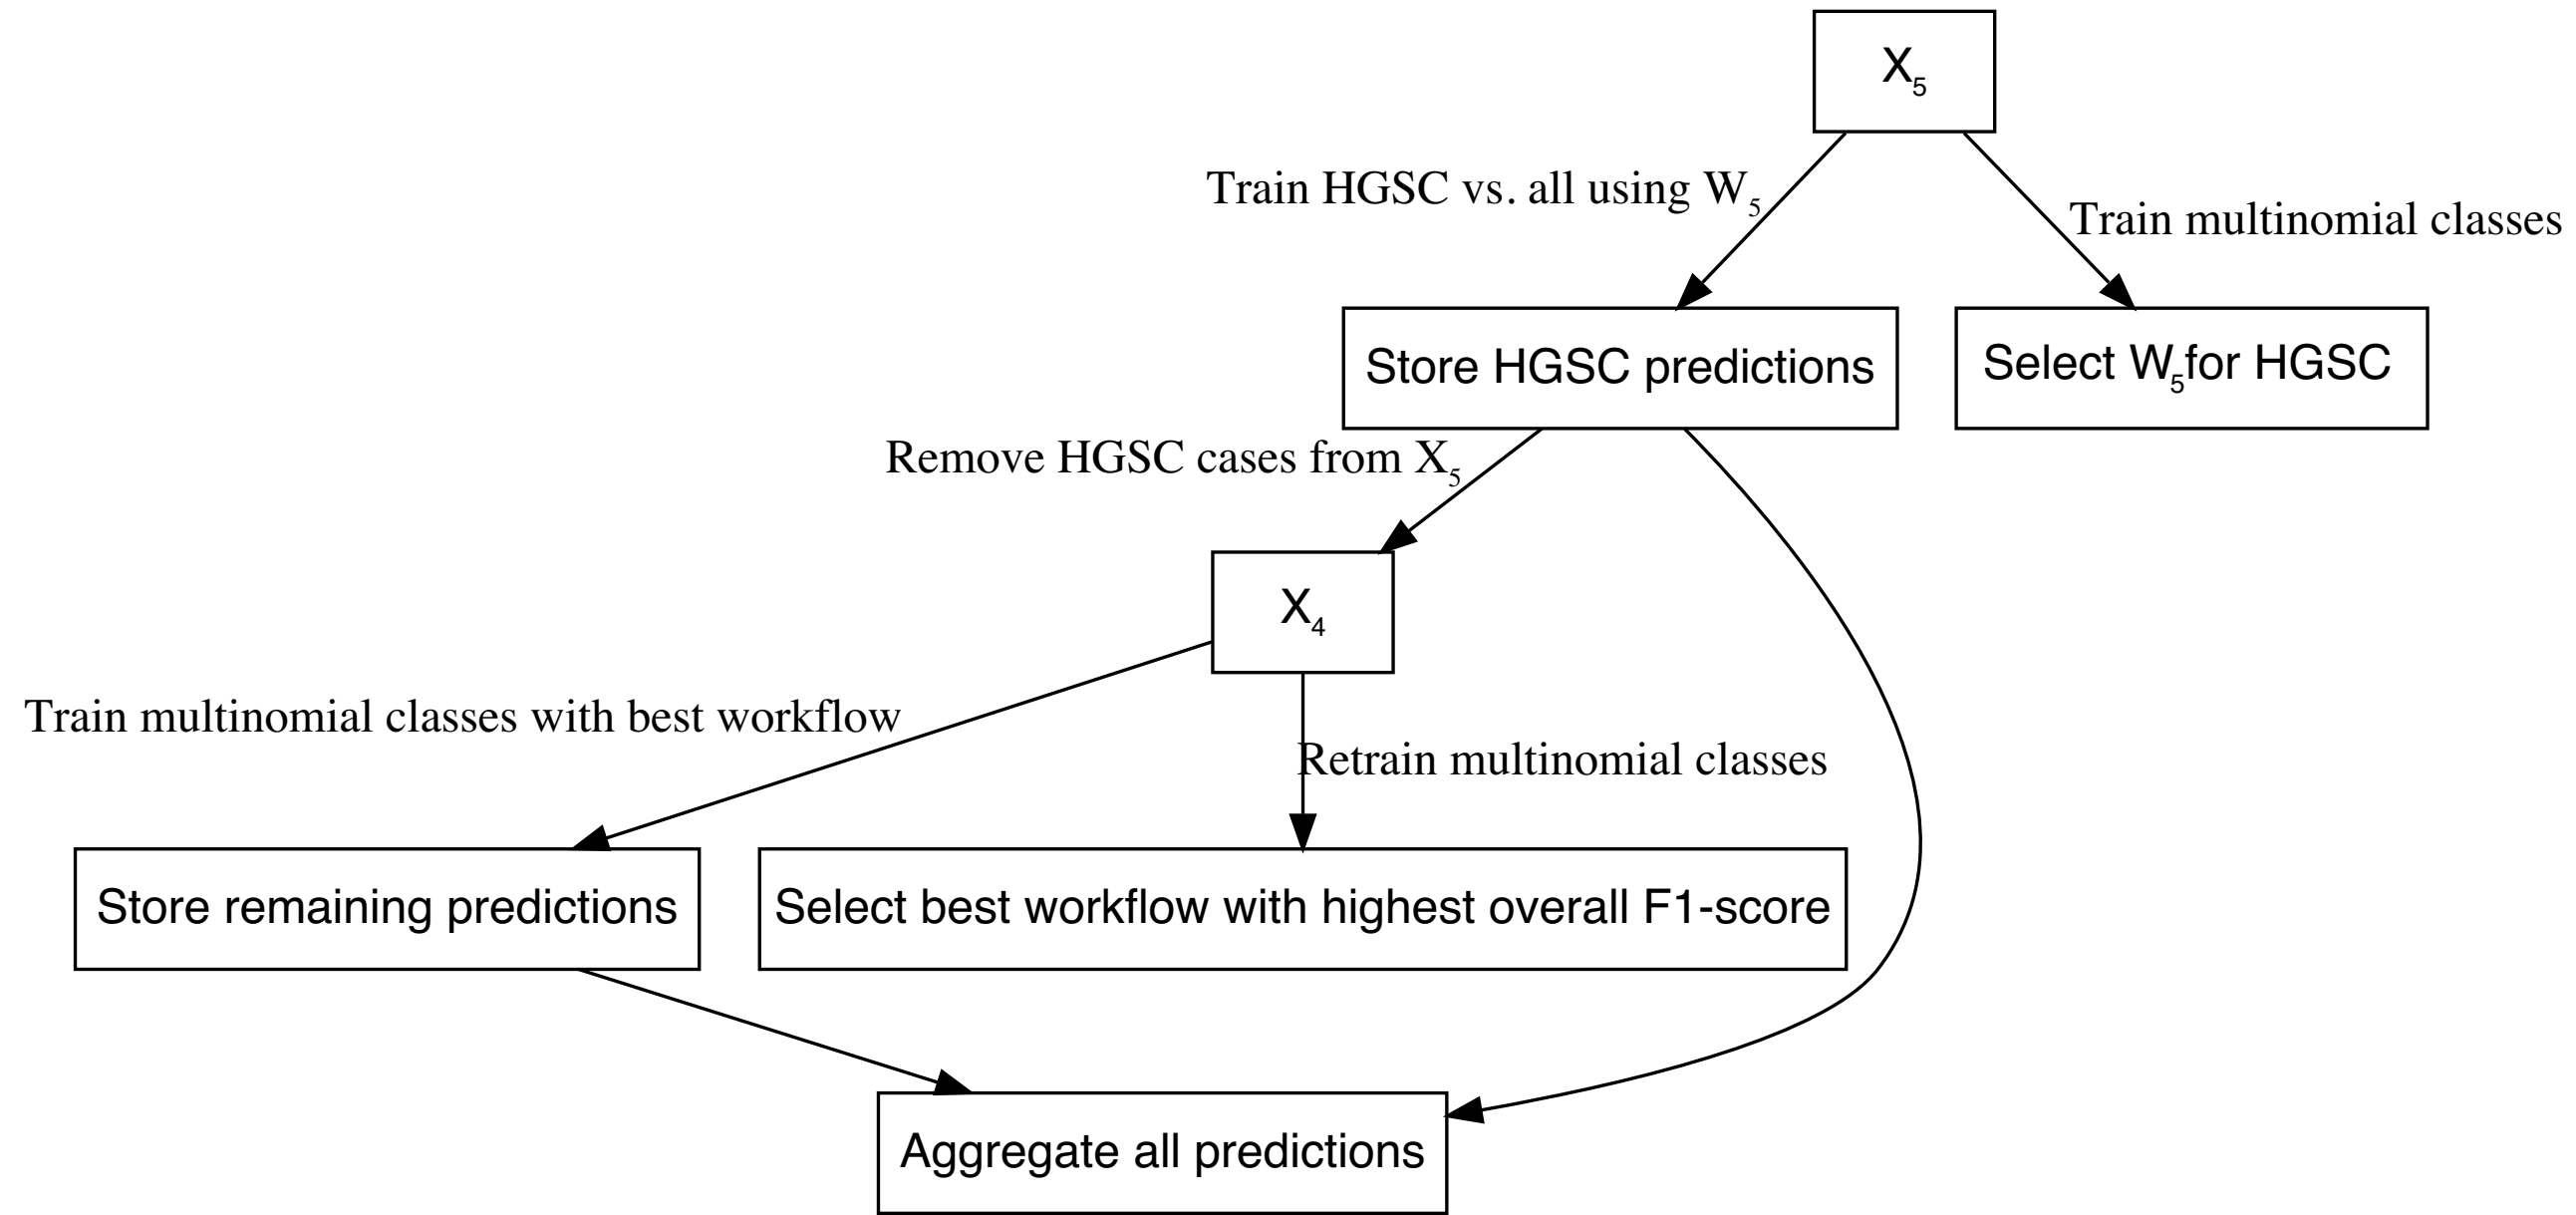 X₅
Train HGSC vs. all using W₅
Train multinomial classes
Store HGSC predictions
Select W₅for HGSC
Remove HGSC cases from X₅
X₄
Train multinomial classes with best workflow
Retrain multinomial classes
Store remaining predictions
Select best workflow with highest overall F1-score
Aggregate all predictions